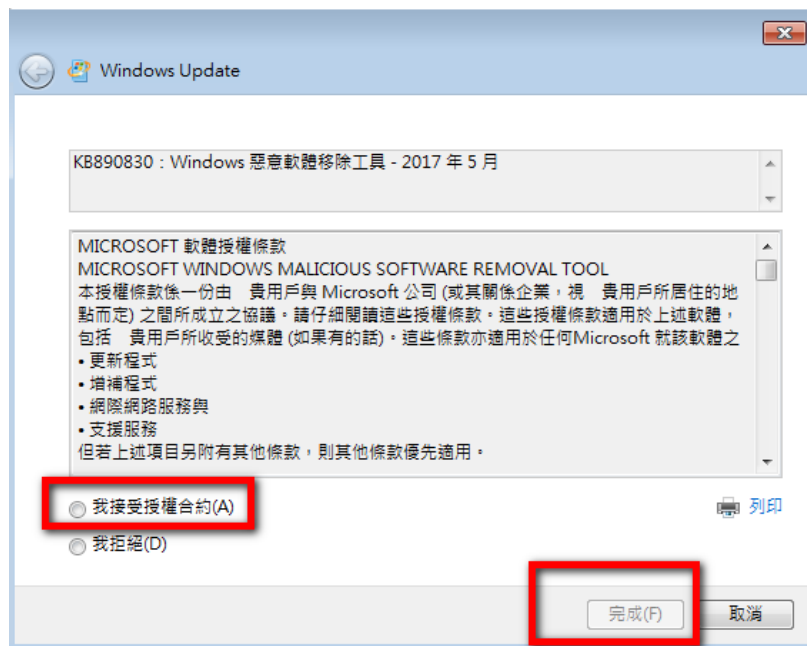 Windows Update
KB890830：Windows 惡意軟體移除工具 - 2017 年 5 月
MICROSOFT 軟體授權條款
MICROSOFT WINDOWS MALICIOUS SOFTWARE REMOVAL TOOL
本授權條款係一份由　貴用戶與 Microsoft 公司 (或其關係企業，視　貴用戶所居住的地
點而定) 之間所成立之協議。請仔細閱讀這些授權條款。這些授權條款適用於上述軟體，
包括　貴用戶所收受的媒體 (如果有的話)。這些條款亦適用於任何Microsoft 就該軟體之
• 更新程式
• 增補程式
• 網際網路服務與
• 支援服務
但若上述項目另附有其他條款，則其他條款優先適用。
我接受授權合約(A)
列印
我拒絕(D)
完成(F)
取消